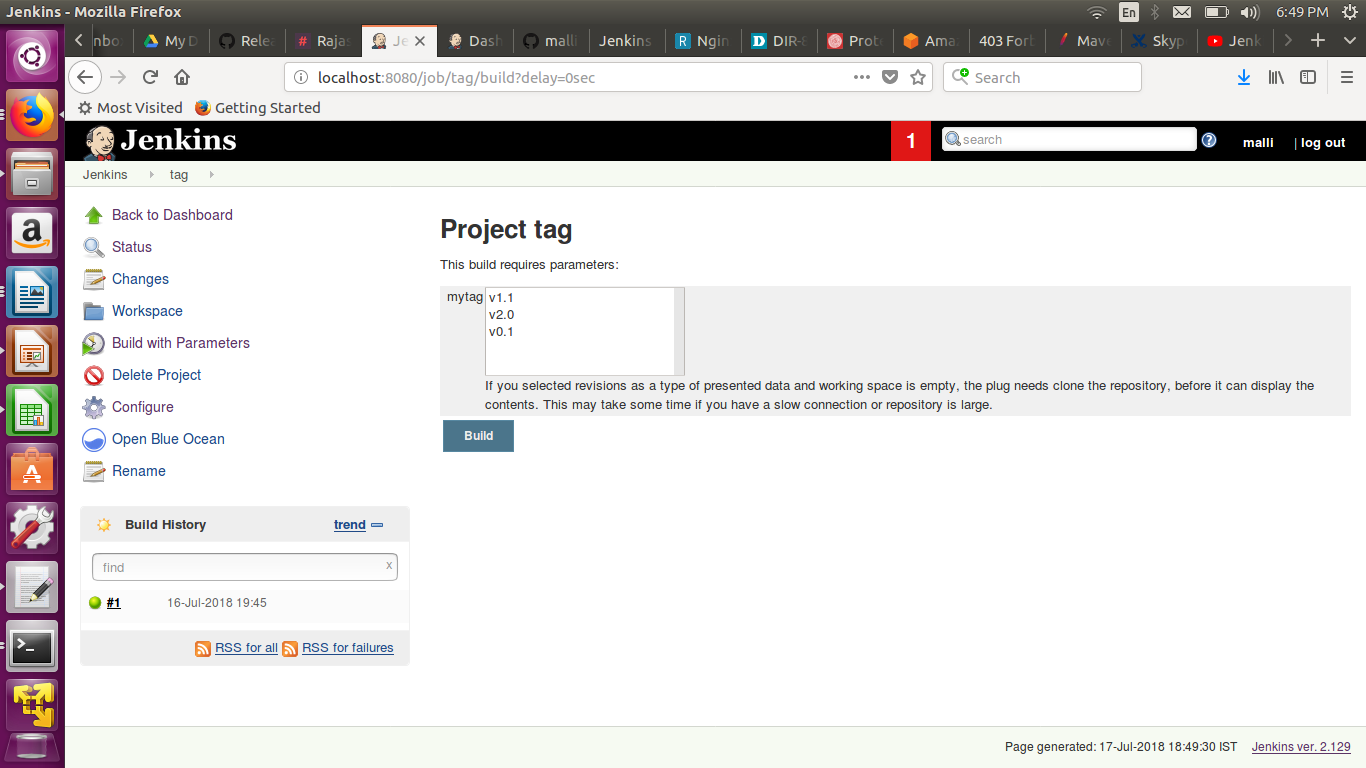 Jenkins - Mozilla Firefox
En
6:49 PM
nbo
My D
Relea
Rajas
Je
Dash
malli
Jenkins
Ngin
DIR-8
Prote
Ama
403 Fort
Mave
Skyp
Jenk
localhost:8080/job/tag/build?delay=0sec
Search
Most Visited
Getting Started
Jenkins
1
search
malli
| log out
Jenkins
tag
Back to Dashboard
Status
Changes
Workspace
Build with Parameters
Delete Project
Configure
Open Blue Ocean
Rename
Build History
trend
find
x
#1
16-Jul-2018 19:45
RSS for all
RSS for failures
Project tag
This build requires parameters:
mytag
v1.1
v2.0
v0.1
If you selected revisions as a type of presented data and working space is empty, the plug needs clone the repository, before it can display the
contents. This may take some time if you have a slow connection or repository is large.
Build
Page generated: 17-Jul-2018 18:49:30 IST
Jenkins ver. 2.129